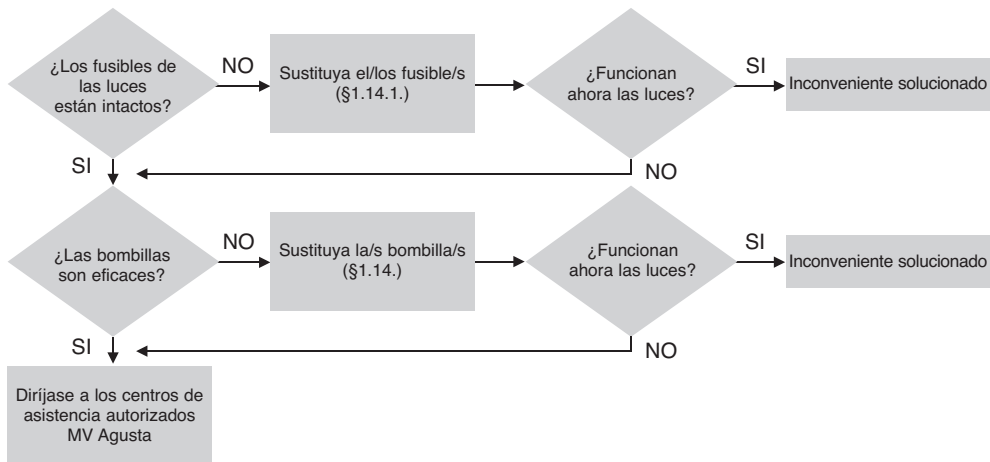 ¿Los fusibles de
las luces
están intactos?
NO
Sustituya el/los fusible/s
(§1.14.1.)
¿Funcionan
ahora las luces?
SI
Inconveniente solucionado
SI
NO
¿Las bombillas
son eficaces?
NO
Sustituya la/s bombilla/s
(§1.14.)
¿Funcionan
ahora las luces?
SI
Inconveniente solucionado
SI
NO
Diríjase a los centros de
asistencia autorizados
MV Agusta